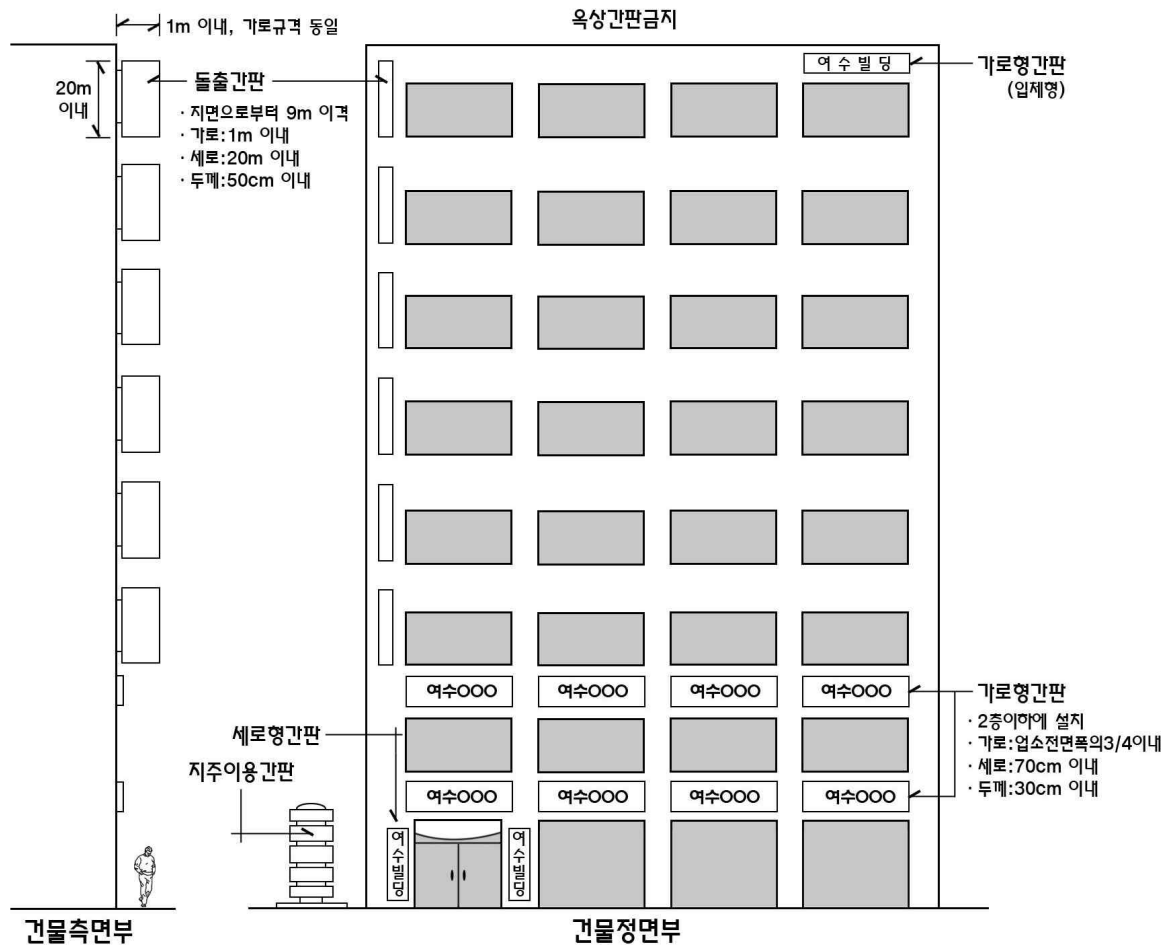 1m 이내, 가로규격 동일
옥상간판금지
20m
이내
돌출간판
· 지면으로부터 9m 이격
· 가로:1m 이내
· 세로:20m 이내
· 두께:50cm 이내
여수빌딩
가로형간판
(입체형)
여수OOO
여수OOO
여수OOO
여수OOO
가로형간판
· 2층이하에 설치
· 가로:업소전면폭의3/4이내
· 세로:70cm 이내
· 두께:30cm 이내
세로형간판
지주이용간판
여수OOO
여수OOO
여수OOO
여수OOO
여수빌딩
여수빌딩
건물측면부
건물정면부